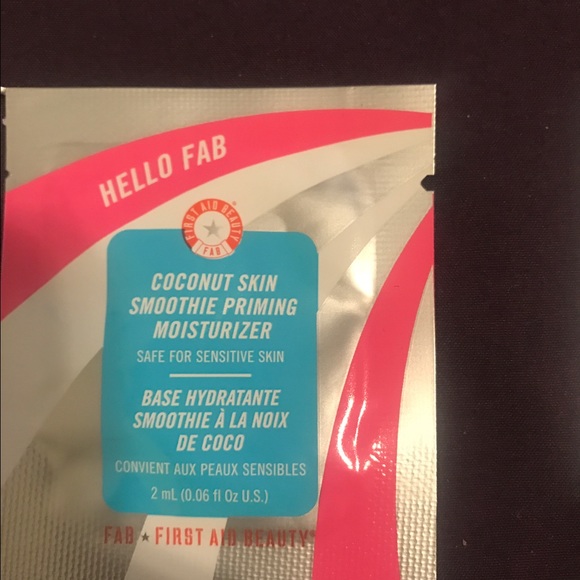 HELLO FAB
FIRST AID BEAUTY®
FAB
COCONUT SKIN
SMOOTHIE PRIMING
MOISTURIZER
SAFE FOR SENSITIVE SKIN
BASE HYDRATANTE
SMOOTHIE À LA NOIX
DE COCO
CONVIENT AUX PEAUX SENSIBLES
2 mL (0.06 fl Oz U.S.)
FAB ★ FIRST AID BEAUTY®